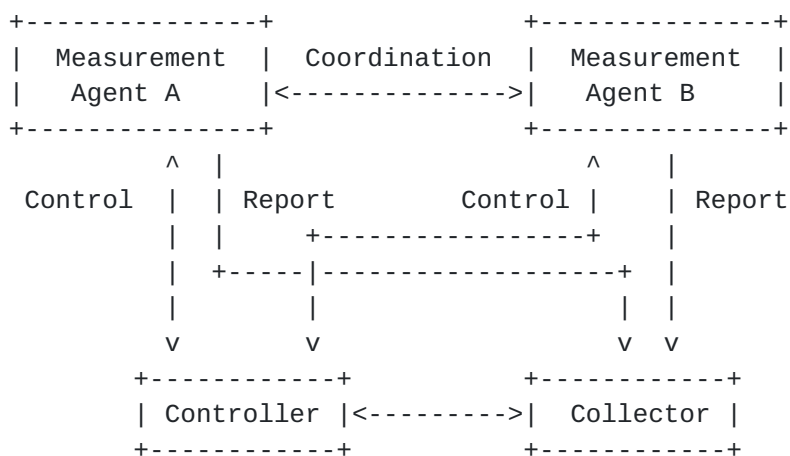 Measurement Coordination Measurement
Agent A Agent B
Control Report Control Report
Controller Collector